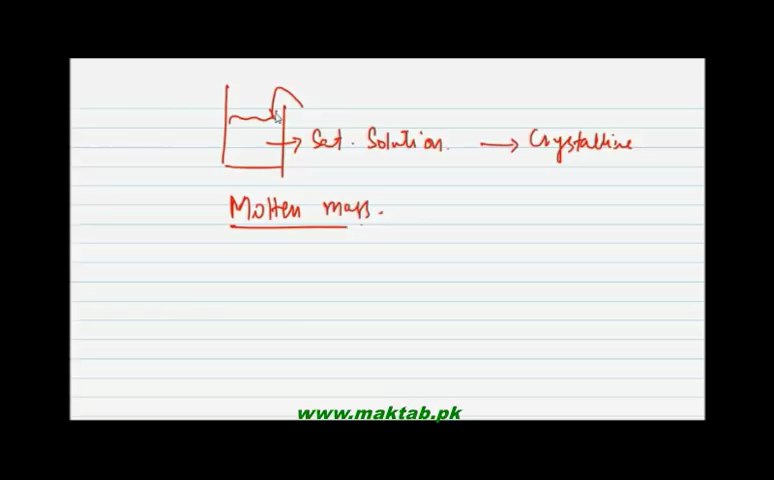 → Sat. Solution. → Crystalline
Molten mass.
www.maktab.pk